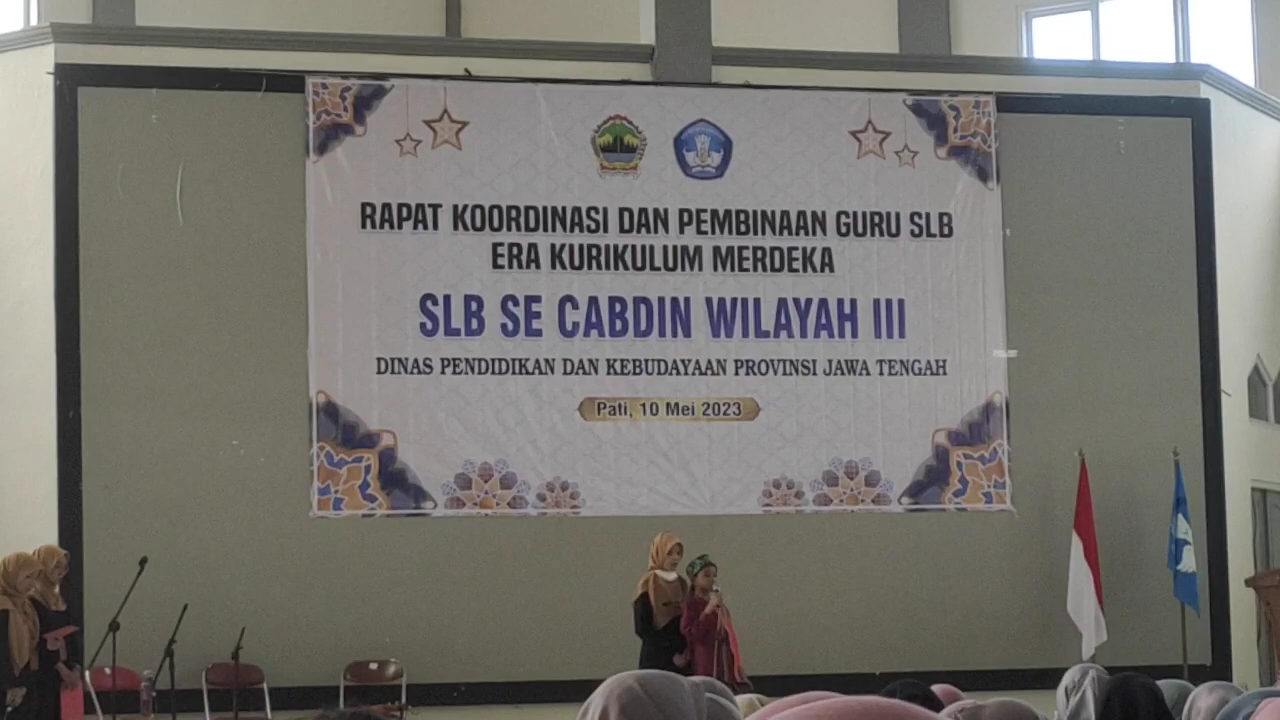 RAPAT KOORDINASI DAN PEMBINAAN GURU SLB
ERA KURIKULUM MERDEKA
SLB SE CABDIN WILAYAH III
DINAS PENDIDIKAN DAN KEBUDAYAAN PROVINSI JAWA TENGAH
Pati, 10 Mei 2023